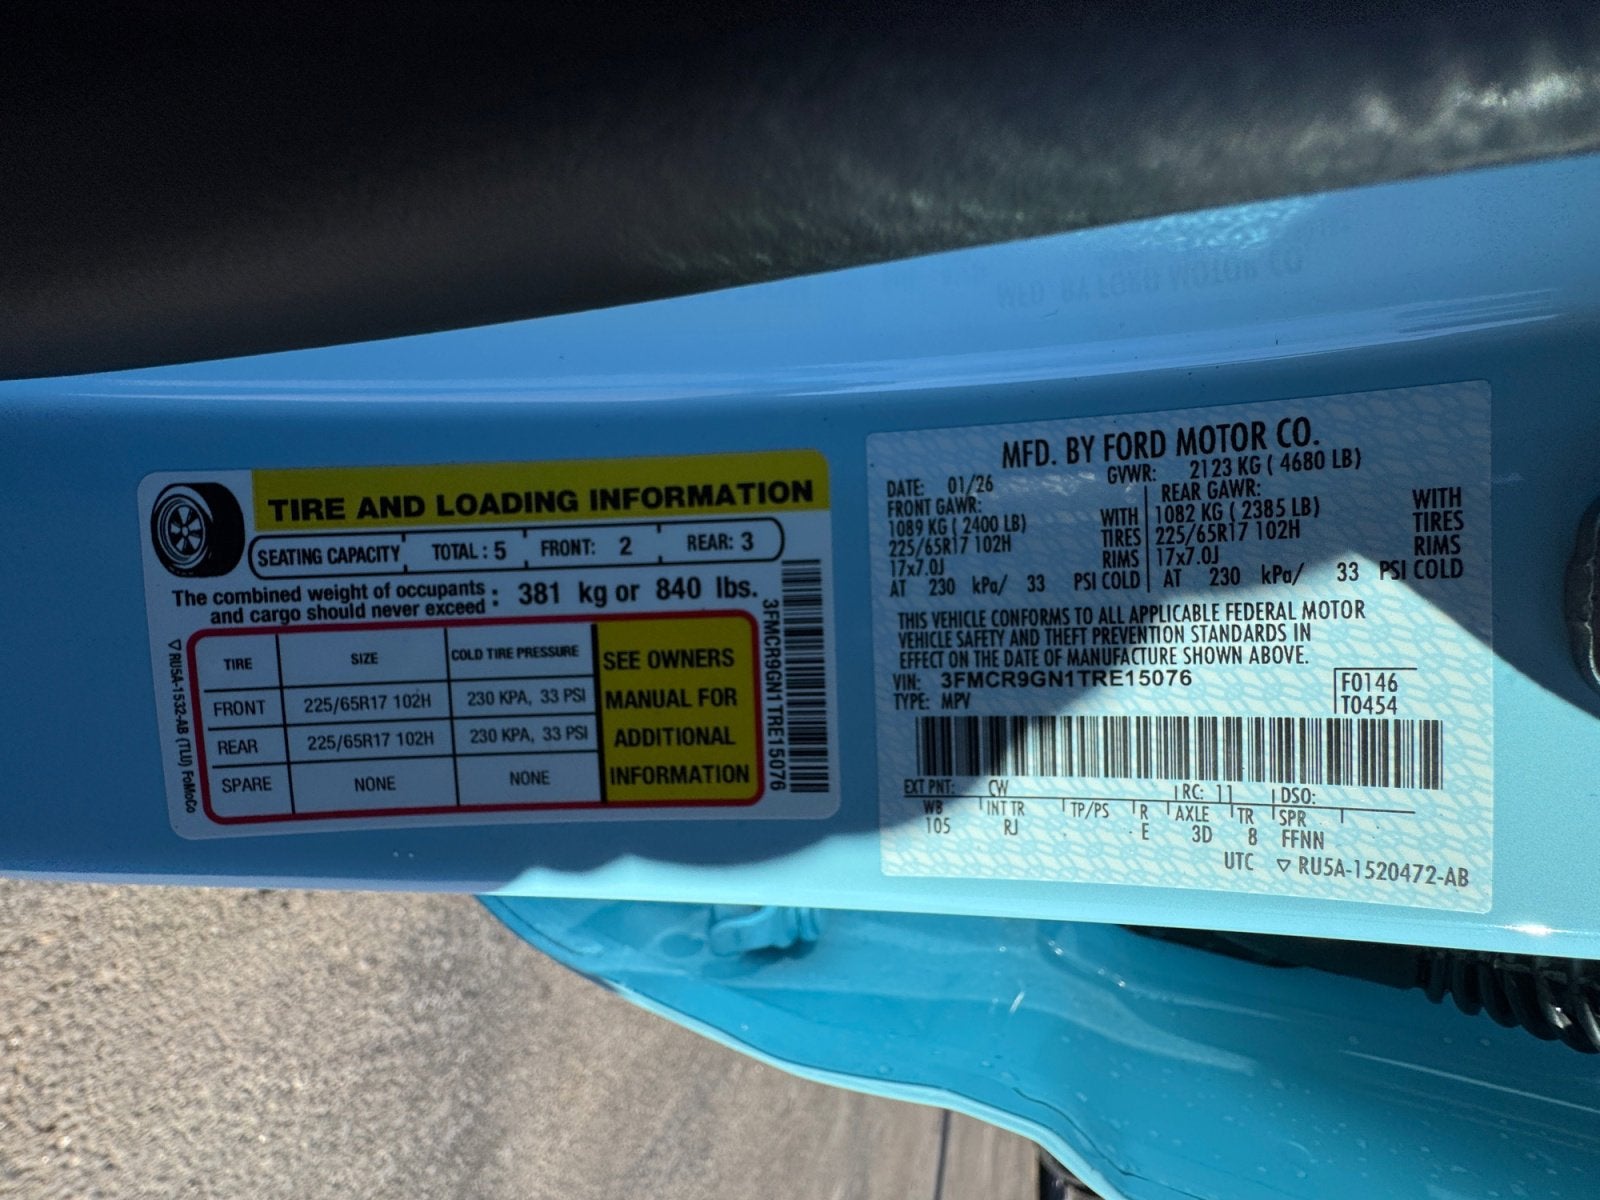 TIRE AND LOADING INFORMATION
SEATING CAPACITY TOTAL : 5 FRONT: 2 REAR: 3
The combined weight of occupants and cargo should never exceed : 381 kg or 840 lbs.
TIRE SIZE COLD TIRE PRESSURE
FRONT 225/65R17 102H 230 KPA, 33 PSI
REAR 225/65R17 102H 230 KPA, 33 PSI
SPARE NONE NONE
SEE OWNERS
MANUAL FOR
ADDITIONAL
INFORMATION
3FMCR9GN1TRE15076
RU5A-1532-AB (TLU) FoMoCo
MFD. BY FORD MOTOR CO.
DATE: 01/26 GVWR: 2123 KG ( 4680 LB)
FRONT GAWR: REAR GAWR:
1089 KG ( 2400 LB) WITH 1082 KG ( 2385 LB) WITH
225/65R17 102H TIRES 225/65R17 102H TIRES
17x7.0J RIMS 17x7.0J RIMS
AT 230 kPa/ 33 PSI COLD AT 230 kPa/ 33 PSI COLD
THIS VEHICLE CONFORMS TO ALL APPLICABLE FEDERAL MOTOR
VEHICLE SAFETY AND THEFT PREVENTION STANDARDS IN
EFFECT ON THE DATE OF MANUFACTURE SHOWN ABOVE.
VIN: 3FMCR9GN1TRE15076 F0146
TYPE: MPV T0454
EXT PNT: CW RC: 11 DSO:
WB INT TR TP/PS R AXLE TR SPR
105 RJ E 3D 8 FFNN
UTC RU5A-1520472-AB
MFD. BY FORD MOTOR CO.